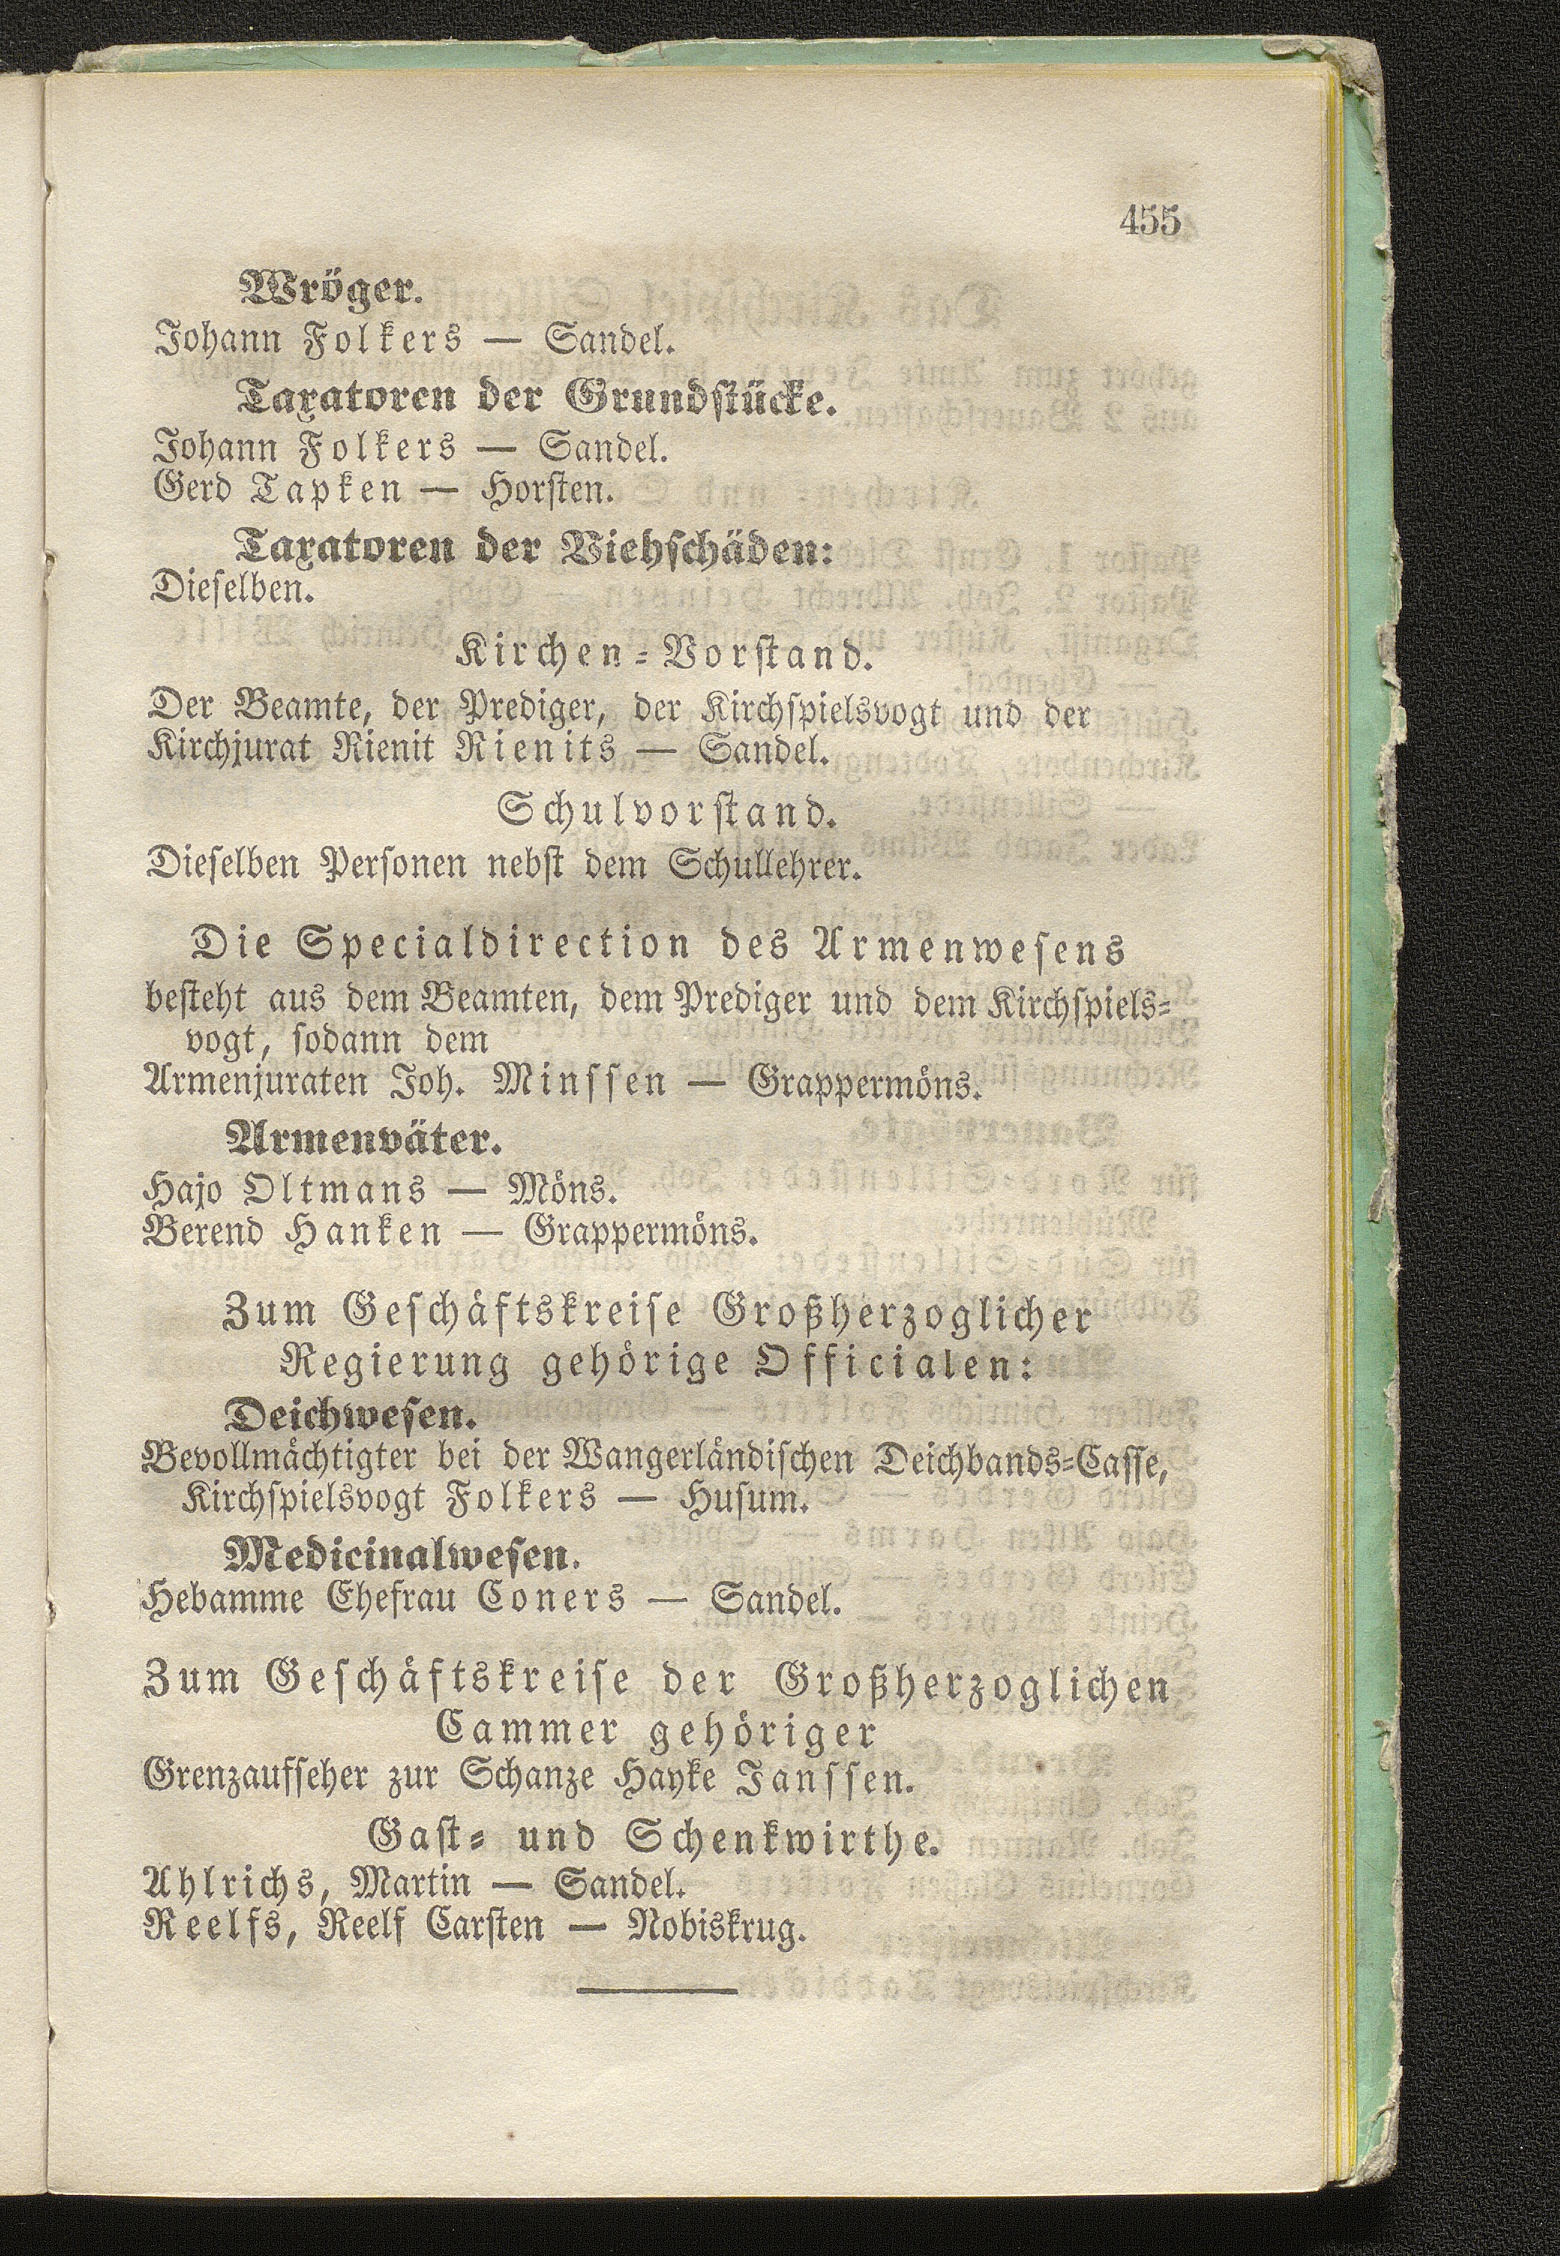 455
Wröger.
Johann Folkers — Sandel.
Taxatoren der Grundstücke.
Johann Folkers — Sandel.
Gerd Tapken — Horsten.
Taxatoren der Viehschäden:
Dieselben.
Kirchen-Vorstand.
Der Beamte, der Prediger, der Kirchspielsvogt und der
Kirchjurat Rienit Rienits — Sandel.
Schulvorstand.
Dieselben Personen nebst dem Schullehrer.
Die Specialdirection des Armenwesens
besteht aus dem Beamten, dem Prediger und dem Kirchspiels-
vogt, sodann dem
Armenjuraten Joh. Minssen — Grappermöns.
Armenväter.
Hajo Oltmans — Möns.
Berend Hanken — Grappermöns.
Zum Geschäftskreise Großherzoglicher
Regierung gehörige Officialen:
Deichwesen.
Bevollmächtigter bei der Wangerländischen Deichbands-Casse,
Kirchspielsvogt Folkers — Husum.
Medicinalwesen.
Hebamme Ehefrau Coners — Sandel.
Zum Geschäftskreise der Großherzoglichen
Cammer gehöriger
Grenzaufseher zur Schanze Hayke Janssen.
Gast- und Schenkwirthe.
Ahlrichs, Martin — Sandel.
Reelfs, Reelf Carsten — Nobiskrug.